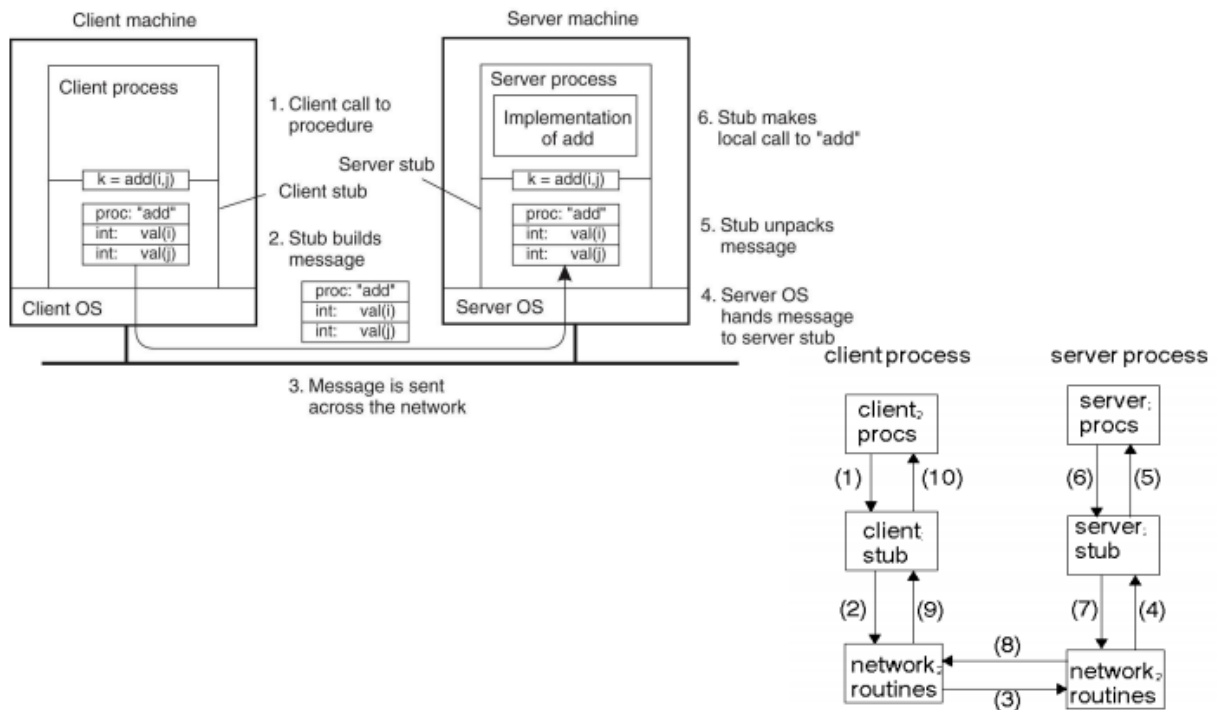 Client machine
Server machine
Client process
1. Client call to
procedure
Server process
Implementation
of add
6. Stub makes
local call to "add"
Server stub
k = add(i,j)
k = add(i,j)
Client stub
proc: "add"
int: val(i)
int: val(j)
proc: "add"
int: val(i)
int: val(j)
2. Stub builds
message
5. Stub unpacks
message
proc: "add"
int: val(i)
int: val(j)
Client OS
Server OS
4. Server OS
hands message
to server stub
3. Message is sent
across the network
client process
server process
client
procs
server
procs
(1)
(10)
(6)
(5)
client
stub
server
stub
(2)
(9)
(7)
(4)
(8)
network
routines
(3)
network
routines